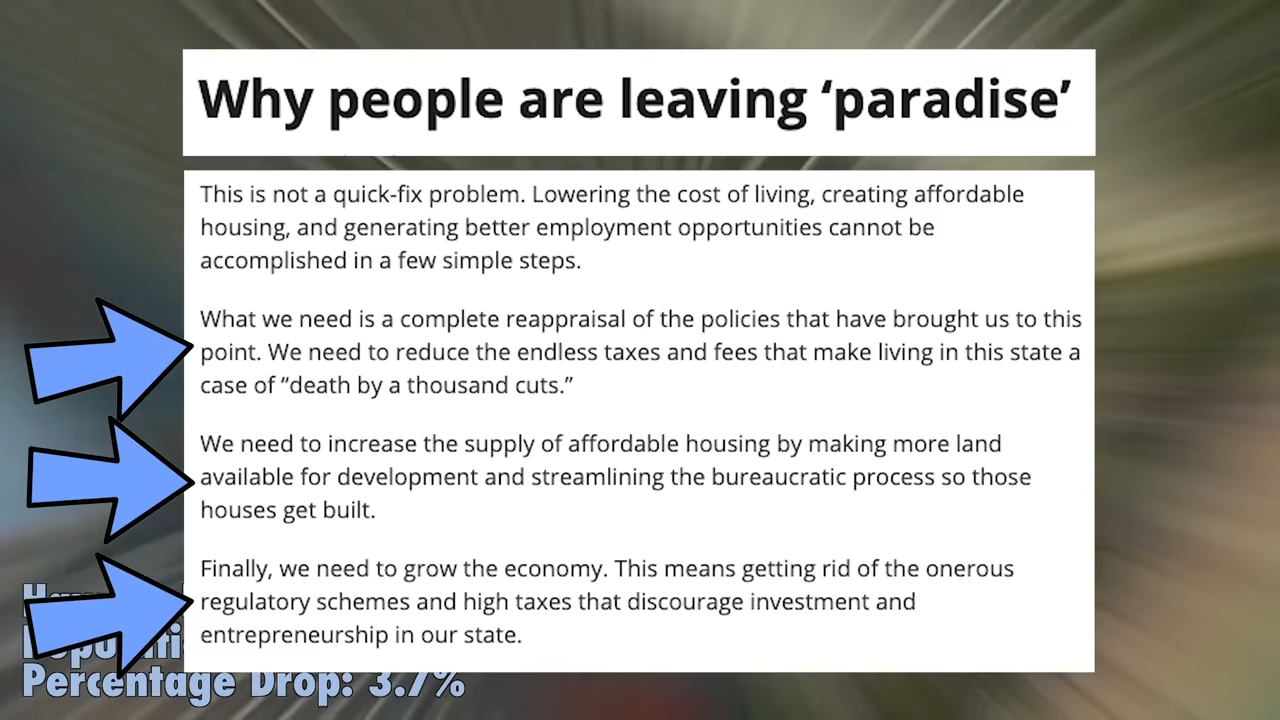 Why people are leaving ‘paradise’
This is not a quick-fix problem. Lowering the cost of living, creating affordable
housing, and generating better employment opportunities cannot be
accomplished in a few simple steps.
What we need is a complete reappraisal of the policies that have brought us to this
point. We need to reduce the endless taxes and fees that make living in this state a
case of “death by a thousand cuts.”
We need to increase the supply of affordable housing by making more land
available for development and streamlining the bureaucratic process so those
houses get built.
Finally, we need to grow the economy. This means getting rid of the onerous
regulatory schemes and high taxes that discourage investment and
entrepreneurship in our state.
Percentage Drop: 3.7%